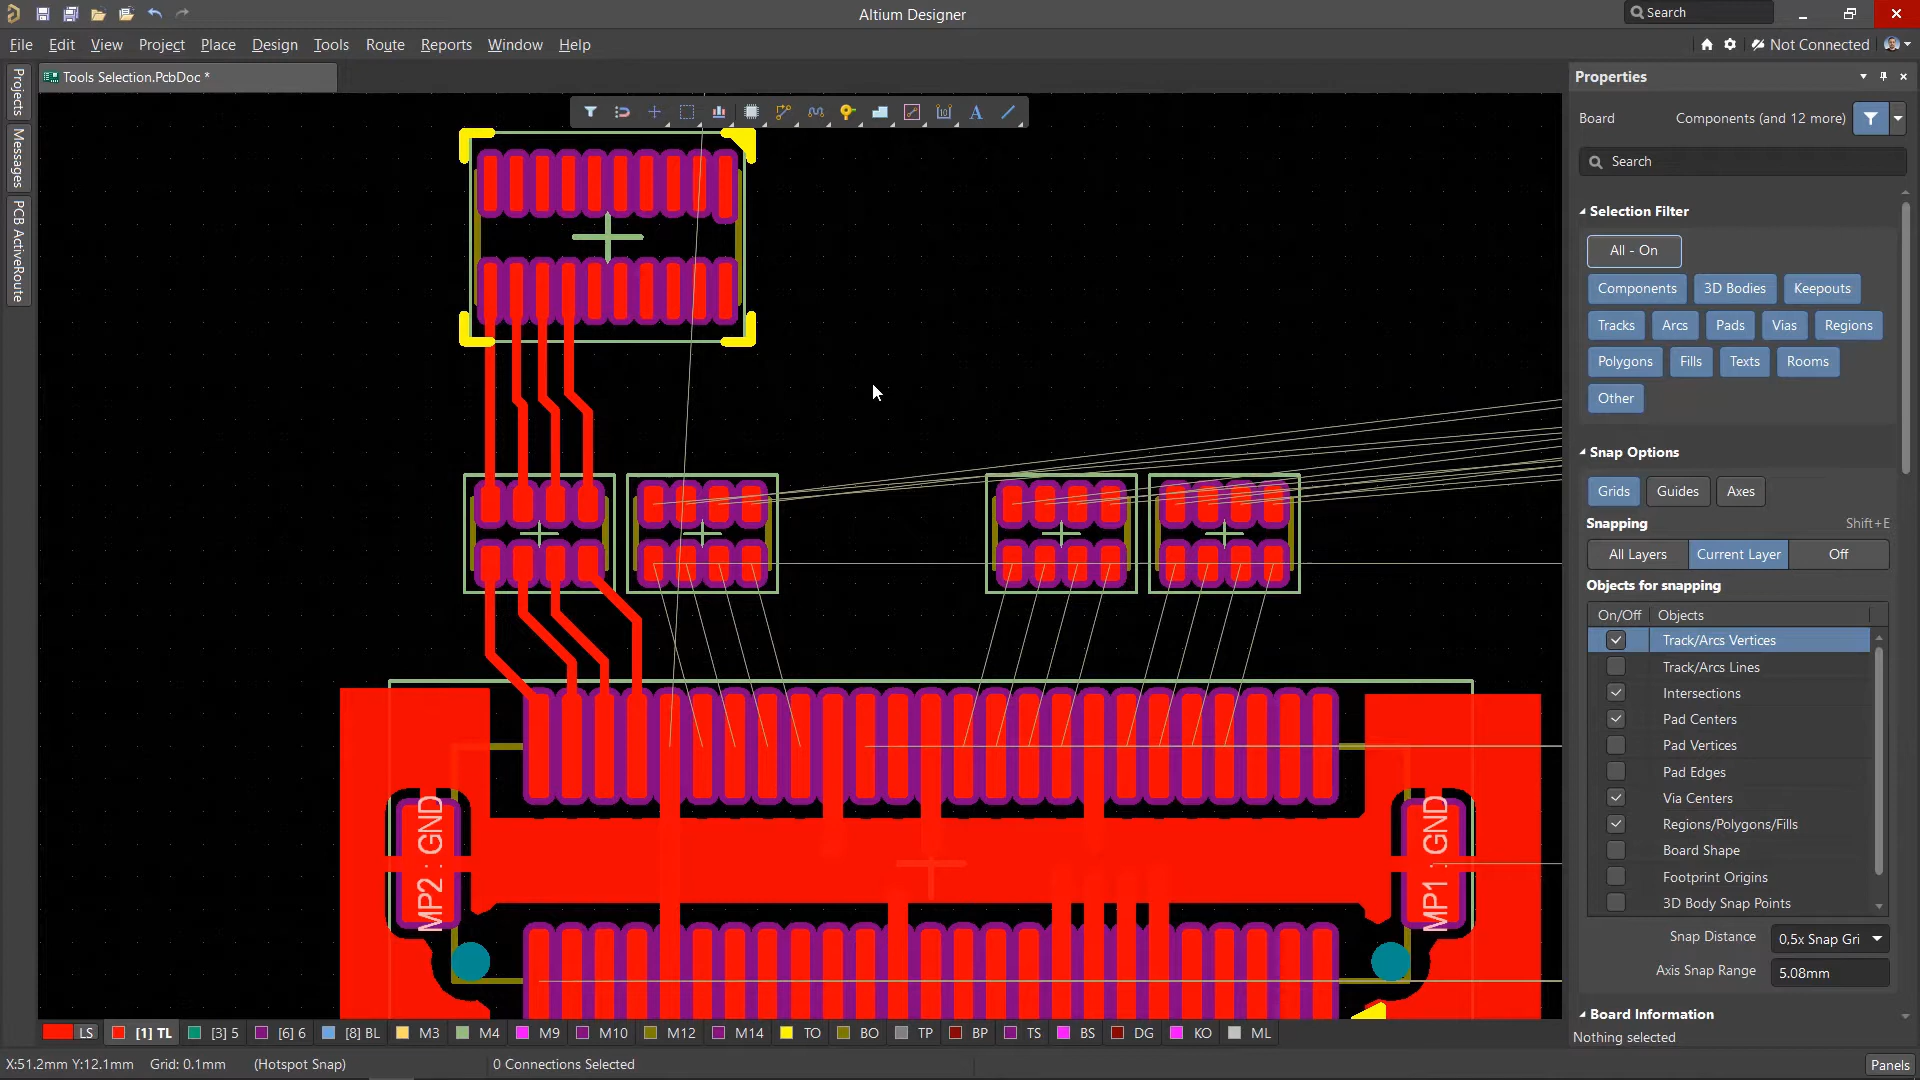 Altium Designer
Search
File Edit View Project Place Design Tools Route Reports Window Help
Not Connected
Projects
Messages
PCB ActiveRoute
Tools Selection.PcbDoc *
Properties
Board Components (and 12 more)
Search
Selection Filter
All - On
Components 3D Bodies Keepouts
Tracks Arcs Pads Vias Regions
Polygons Fills Texts Rooms
Other
Snap Options
Grids Guides Axes
Snapping Shift+E
All Layers Current Layer Off
Objects for snapping
On/Off Objects
Track/Arcs Vertices
Track/Arcs Lines
Intersections
Pad Centers
Pad Vertices
Pad Edges
Via Centers
Regions/Polygons/Fills
Board Shape
Footprint Origins
3D Body Snap Points
Snap Distance 0,5x Snap Gri
Axis Snap Range 5.08mm
Board Information
Nothing selected
MP2 : GND
MP1 : GND
LS [1] TL [3] 5 [6] 6 [8] BL M3 M4 M9 M10 M12 M14 TO BO TP BP TS BS DG KO ML
X:51.2mm Y:12.1mm Grid: 0.1mm (Hotspot Snap) 0 Connections Selected
Panels